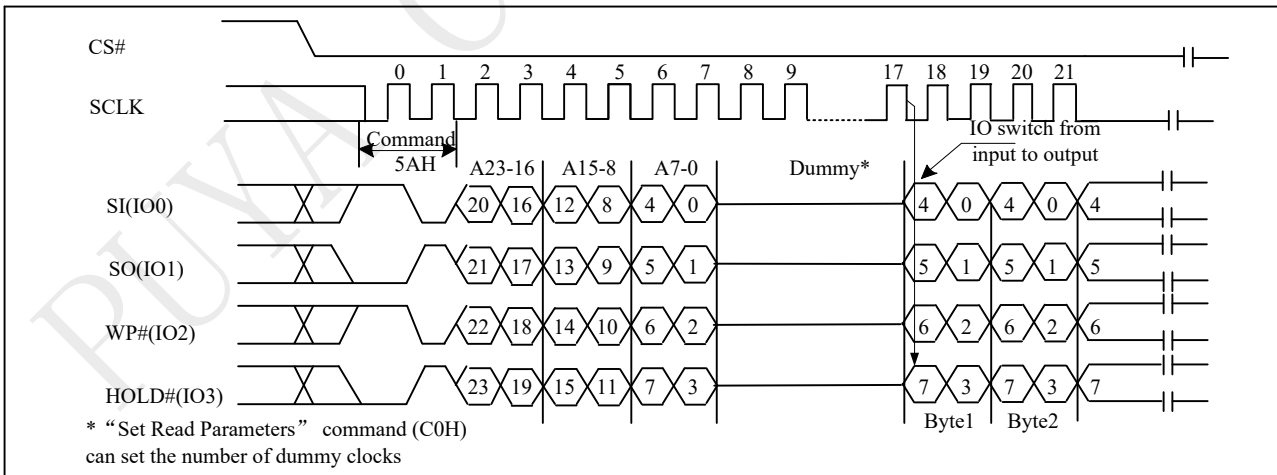 CS#
0 1 2 3 4 5 6 7 8 9 17 18 19 20 21
SCLK
Command
5AH
IO switch from
input to output
A23-16 A15-8 A7-0 Dummy*
SI(IO0) 20 16 12 8 4 0 4 0 4 0 4
SO(IO1) 21 17 13 9 5 1 5 1 5 1 5
WP#(IO2) 22 18 14 10 6 2 6 2 6 2 6
HOLD#(IO3) 23 19 15 11 7 3 7 3 7 3 7
Byte1 Byte2
* “Set Read Parameters” command (C0H)
can set the number of dummy clocks
PUYA C